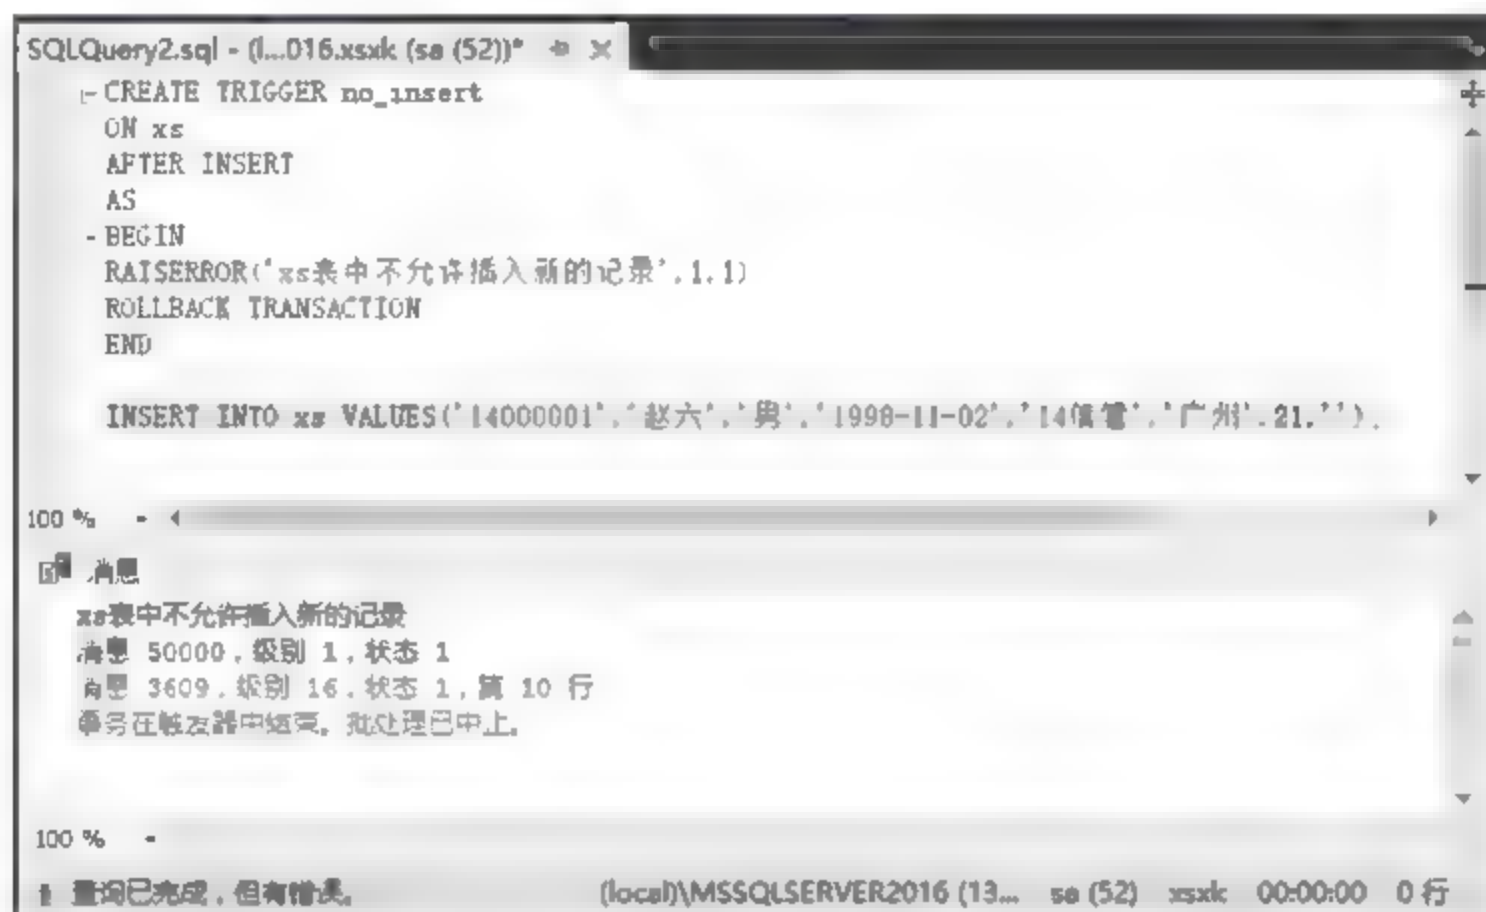 SQLQuery2.sql - (l...016.xsxk (sa (52))*
CREATE TRIGGER no_insert
ON xs
AFTER INSERT
AS
BEGIN
RAISERROR('xs表中不允许插入新的记录',1,1)
ROLLBACK TRANSACTION
END
INSERT INTO xs VALUES('14000001','赵六','男','1998-11-02','14信管','广州',21,'');
100 %
消息
xs表中不允许插入新的记录
消息 50000，级别 1，状态 1
消息 3609，级别 16，状态 1，第 10 行
事务在触发器中结束。批处理已中止。
100 %
查询已完成，但有错误。 (local)\MSSQLSERVER2016 (13... sa (52) xsxk 00:00:00 0 行